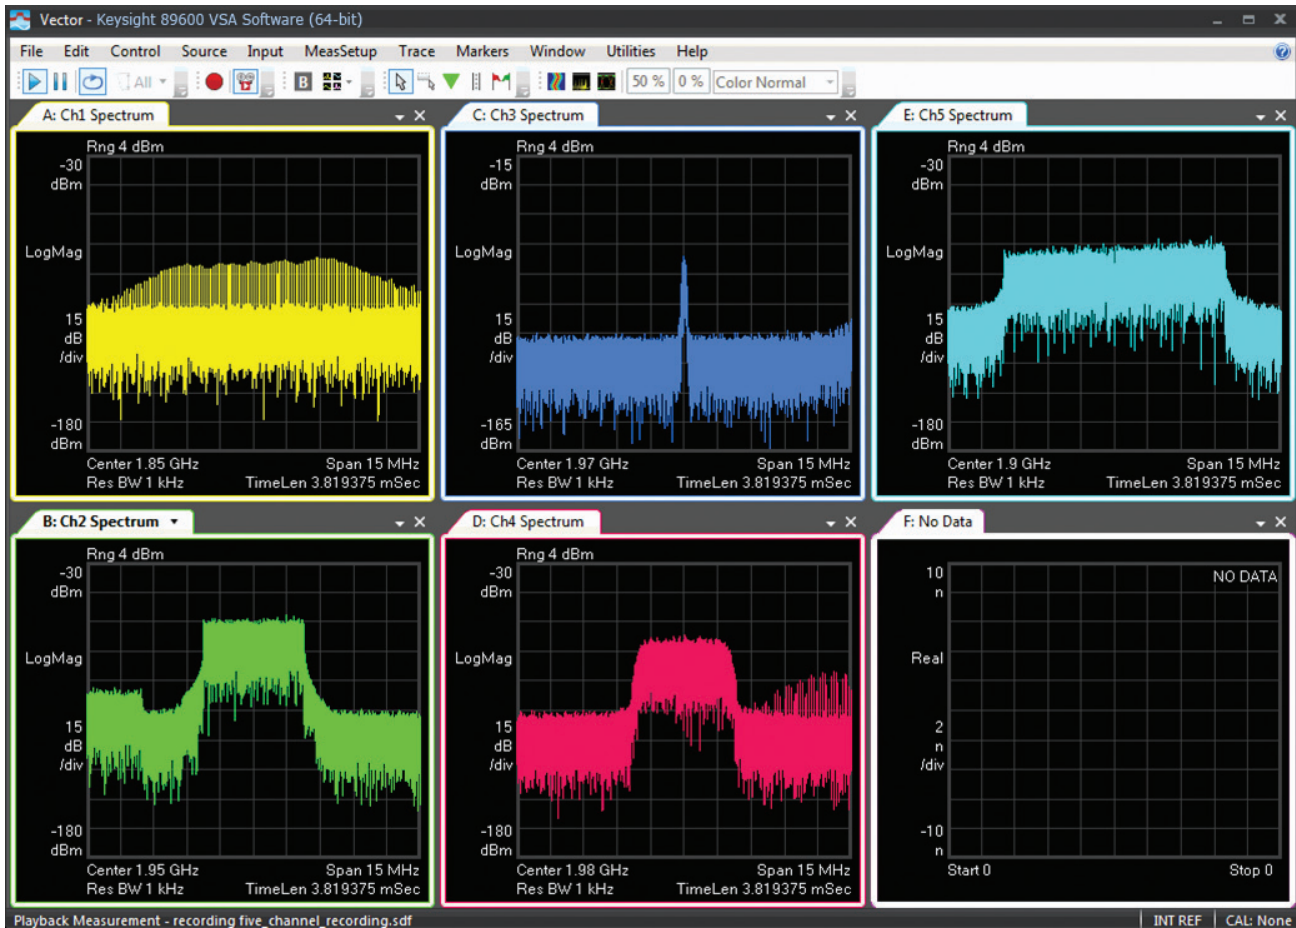 Vector - Keysight 89600 VSA Software (64-bit)
File Edit Control Source Input MeasSetup Trace Markers Window Utilities Help
All B 50 % 0 % Color Normal
A: Ch1 Spectrum
Rng 4 dBm
-30
dBm
LogMag
15
dB
/div
-180
dBm
Center 1.85 GHz Span 15 MHz
Res BW 1 kHz TimeLen 3.819375 mSec
C: Ch3 Spectrum
Rng 4 dBm
-15
dBm
LogMag
15
dB
/div
-165
dBm
Center 1.97 GHz Span 15 MHz
Res BW 1 kHz TimeLen 3.819375 mSec
E: Ch5 Spectrum
Rng 4 dBm
-30
dBm
LogMag
15
dB
/div
-180
dBm
Center 1.9 GHz Span 15 MHz
Res BW 1 kHz TimeLen 3.819375 mSec
B: Ch2 Spectrum
Rng 4 dBm
-30
dBm
LogMag
15
dB
/div
-180
dBm
Center 1.95 GHz Span 15 MHz
Res BW 1 kHz TimeLen 3.819375 mSec
D: Ch4 Spectrum
Rng 4 dBm
-30
dBm
LogMag
15
dB
/div
-180
dBm
Center 1.98 GHz Span 15 MHz
Res BW 1 kHz TimeLen 3.819375 mSec
F: No Data
10
n
NO DATA
Real
2
n
/div
-10
n
Start 0 Stop 0
Playback Measurement - recording five_channel_recording.sdf INT REF CAL: None